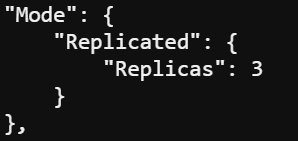 "Mode": {
    "Replicated": {
        "Replicas": 3
    }
},